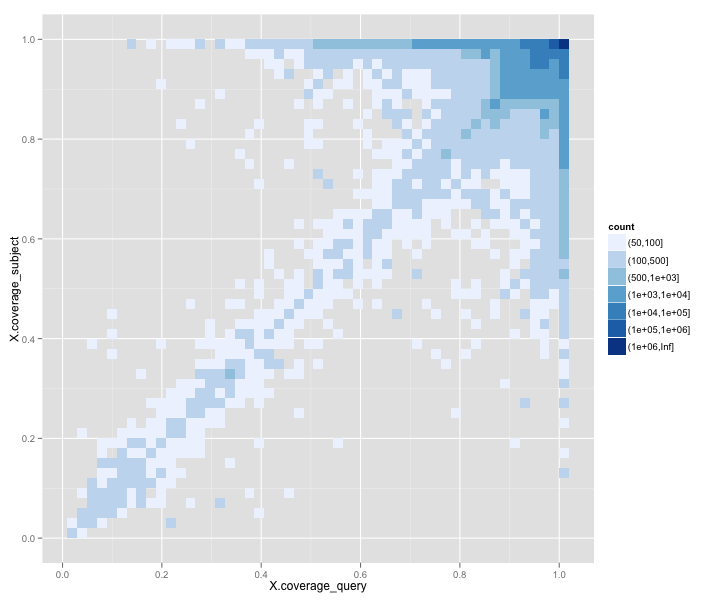 1.0
0.8
0.6
0.4
0.2
0.0
X.coverage_subject
0.0 0.2 0.4 0.6 0.8 1.0
X.coverage_query
count
(50,100]
(100,500]
(500,1e+03]
(1e+03,1e+04]
(1e+04,1e+05]
(1e+05,1e+06]
(1e+06,Inf]